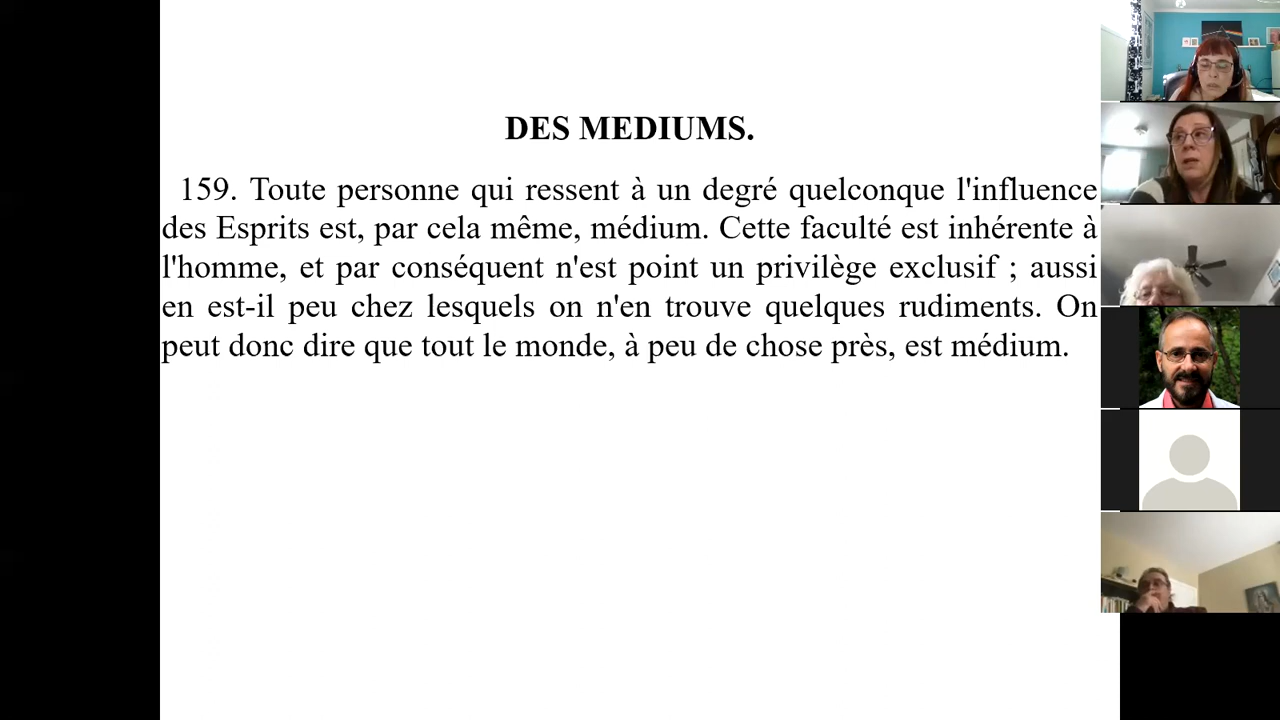 DES MEDIUMS.
159. Toute personne qui ressent à un degré quelconque l'influence
des Esprits est, par cela même, médium. Cette faculté est inhérente à
l'homme, et par conséquent n'est point un privilège exclusif ; aussi
en est-il peu chez lesquels on n'en trouve quelques rudiments. On
peut donc dire que tout le monde, à peu de chose près, est médium.